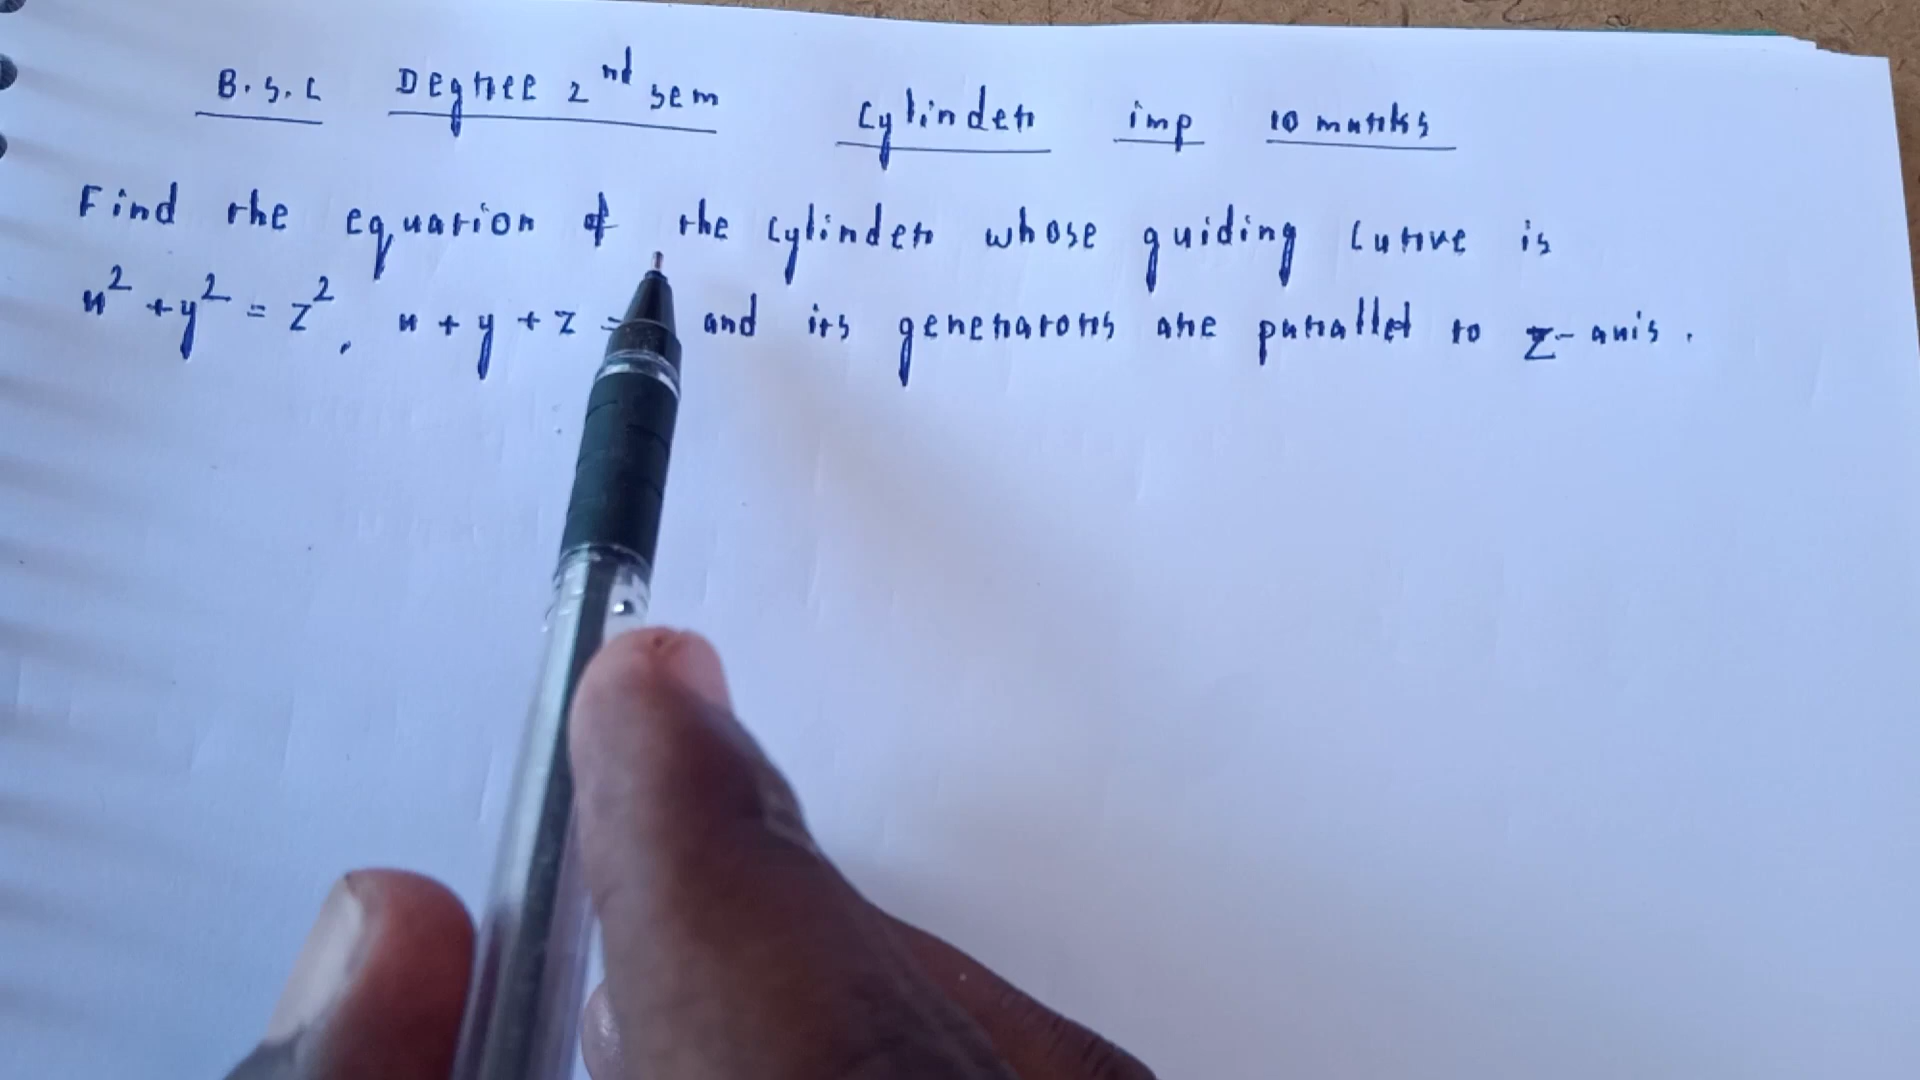 B.S.C Degree 2nd sem Cylinder imp 10 marks
Find the equation of the cylinder whose guiding curve is
x² + y² = z², x + y + z = and its generators are parallel to z-axis.